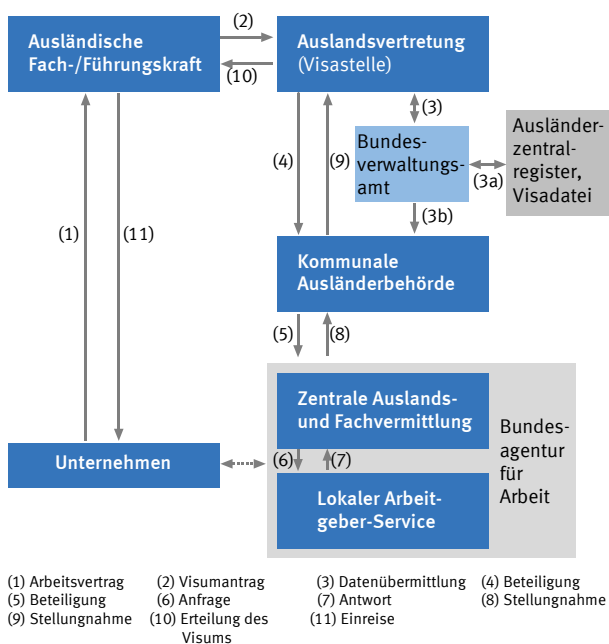 Ausländische
Fach-/Führungskraft
(2)
(10)
Auslandsvertretung
(Visastelle)
(3)
(4)
(9)
Bundes-
verwaltungs-
amt
(3a)
Ausländer-
zentral-
register,
Visadatei
(3b)
(1)
(11)
Kommunale
Ausländerbehörde
(5)
(8)
Zentrale Auslands-
und Fachvermittlung
Bundes-
agentur
für
Arbeit
Unternehmen
(6)
(7)
Lokaler Arbeit-
geber-Service
(1) Arbeitsvertrag (2) Visumantrag (3) Datenübermittlung (4) Beteiligung
(5) Beteiligung (6) Anfrage (7) Antwort (8) Stellungnahme
(9) Stellungnahme (10) Erteilung des (11) Einreise
Visums